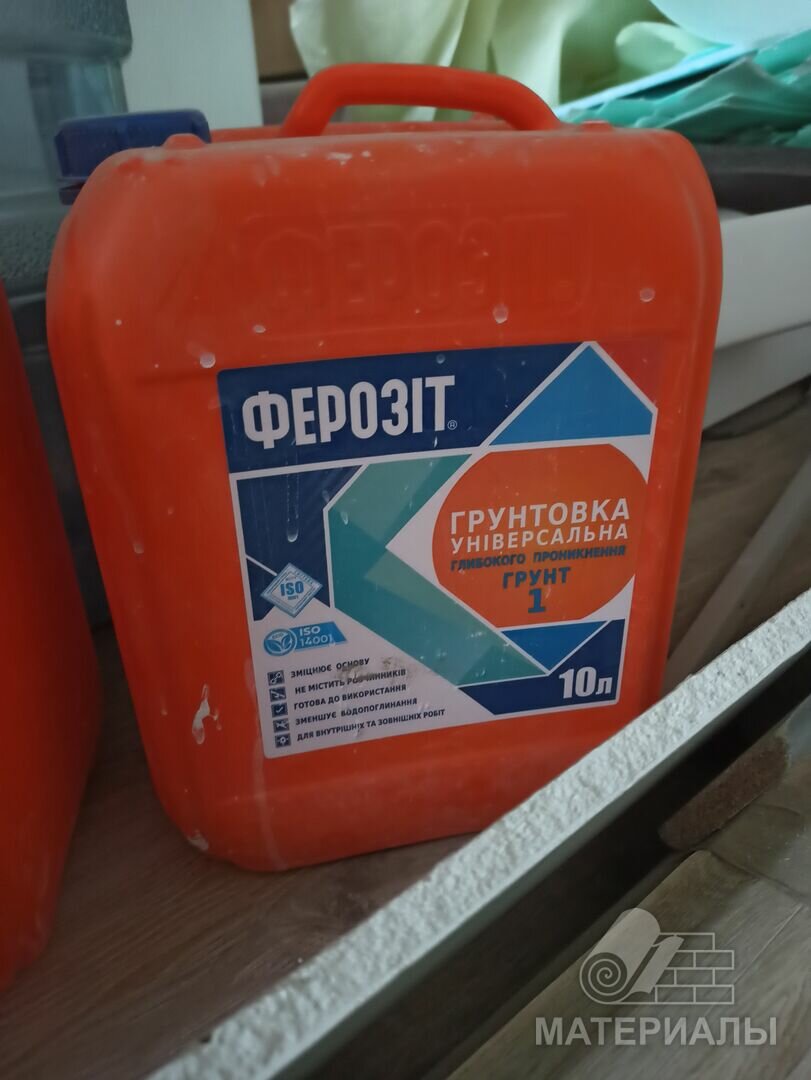 ФЕРОЗІТ
ФЕРОЗІТ®
ГРУНТОВКА
УНІВЕРСАЛЬНА
ГЛИБОКОГО ПРОНИКНЕННЯ
ГРУНТ
1
ISO
ISO
14001
ЗМІЦНЮЄ ОСНОВУ
НЕ МІСТИТЬ РОЗЧИННИКІВ
ГОТОВА ДО ВИКОРИСТАННЯ
ЗМЕНШУЄ ВОДОПОГЛИНАННЯ
ДЛЯ ВНУТРІШНІХ ТА ЗОВНІШНІХ РОБІТ
10л
МАТЕРИАЛЫ